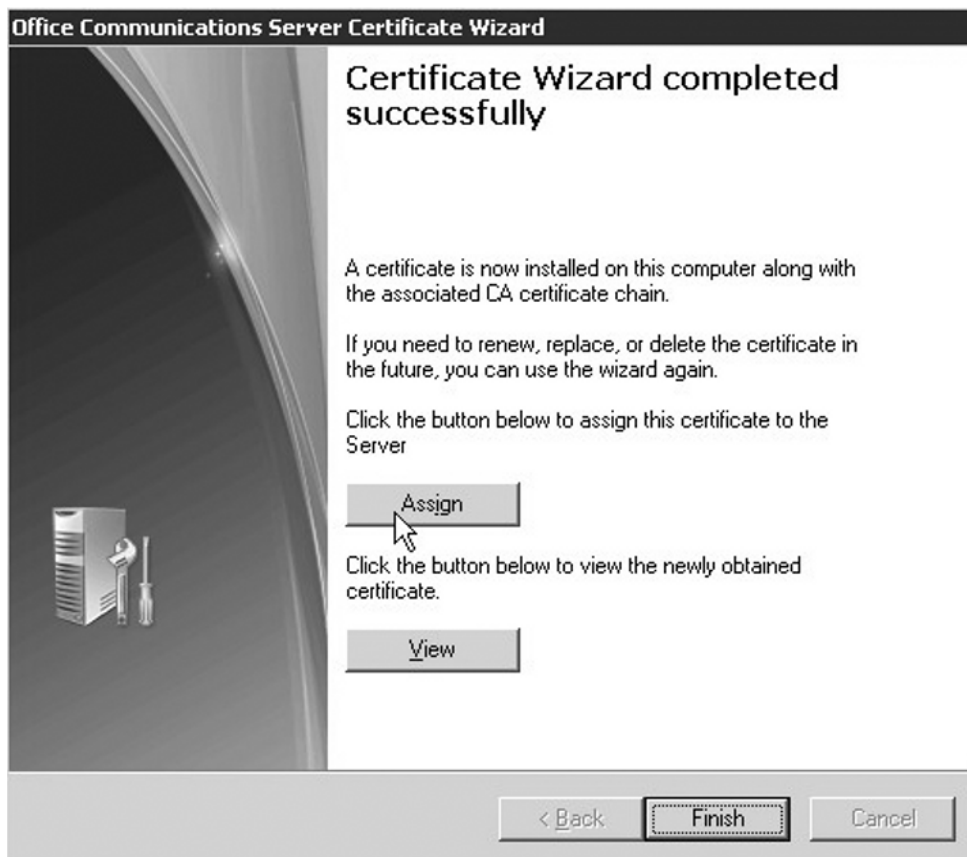 Office Communications Server Certificate Wizard
Certificate Wizard completed
successfully
A certificate is now installed on this computer along with
the associated CA certificate chain.
If you need to renew, replace, or delete the certificate in
the future, you can use the wizard again.
Click the button below to assign this certificate to the
Server
Assign
Click the button below to view the newly obtained
certificate.
View
< Back
Finish
Cancel